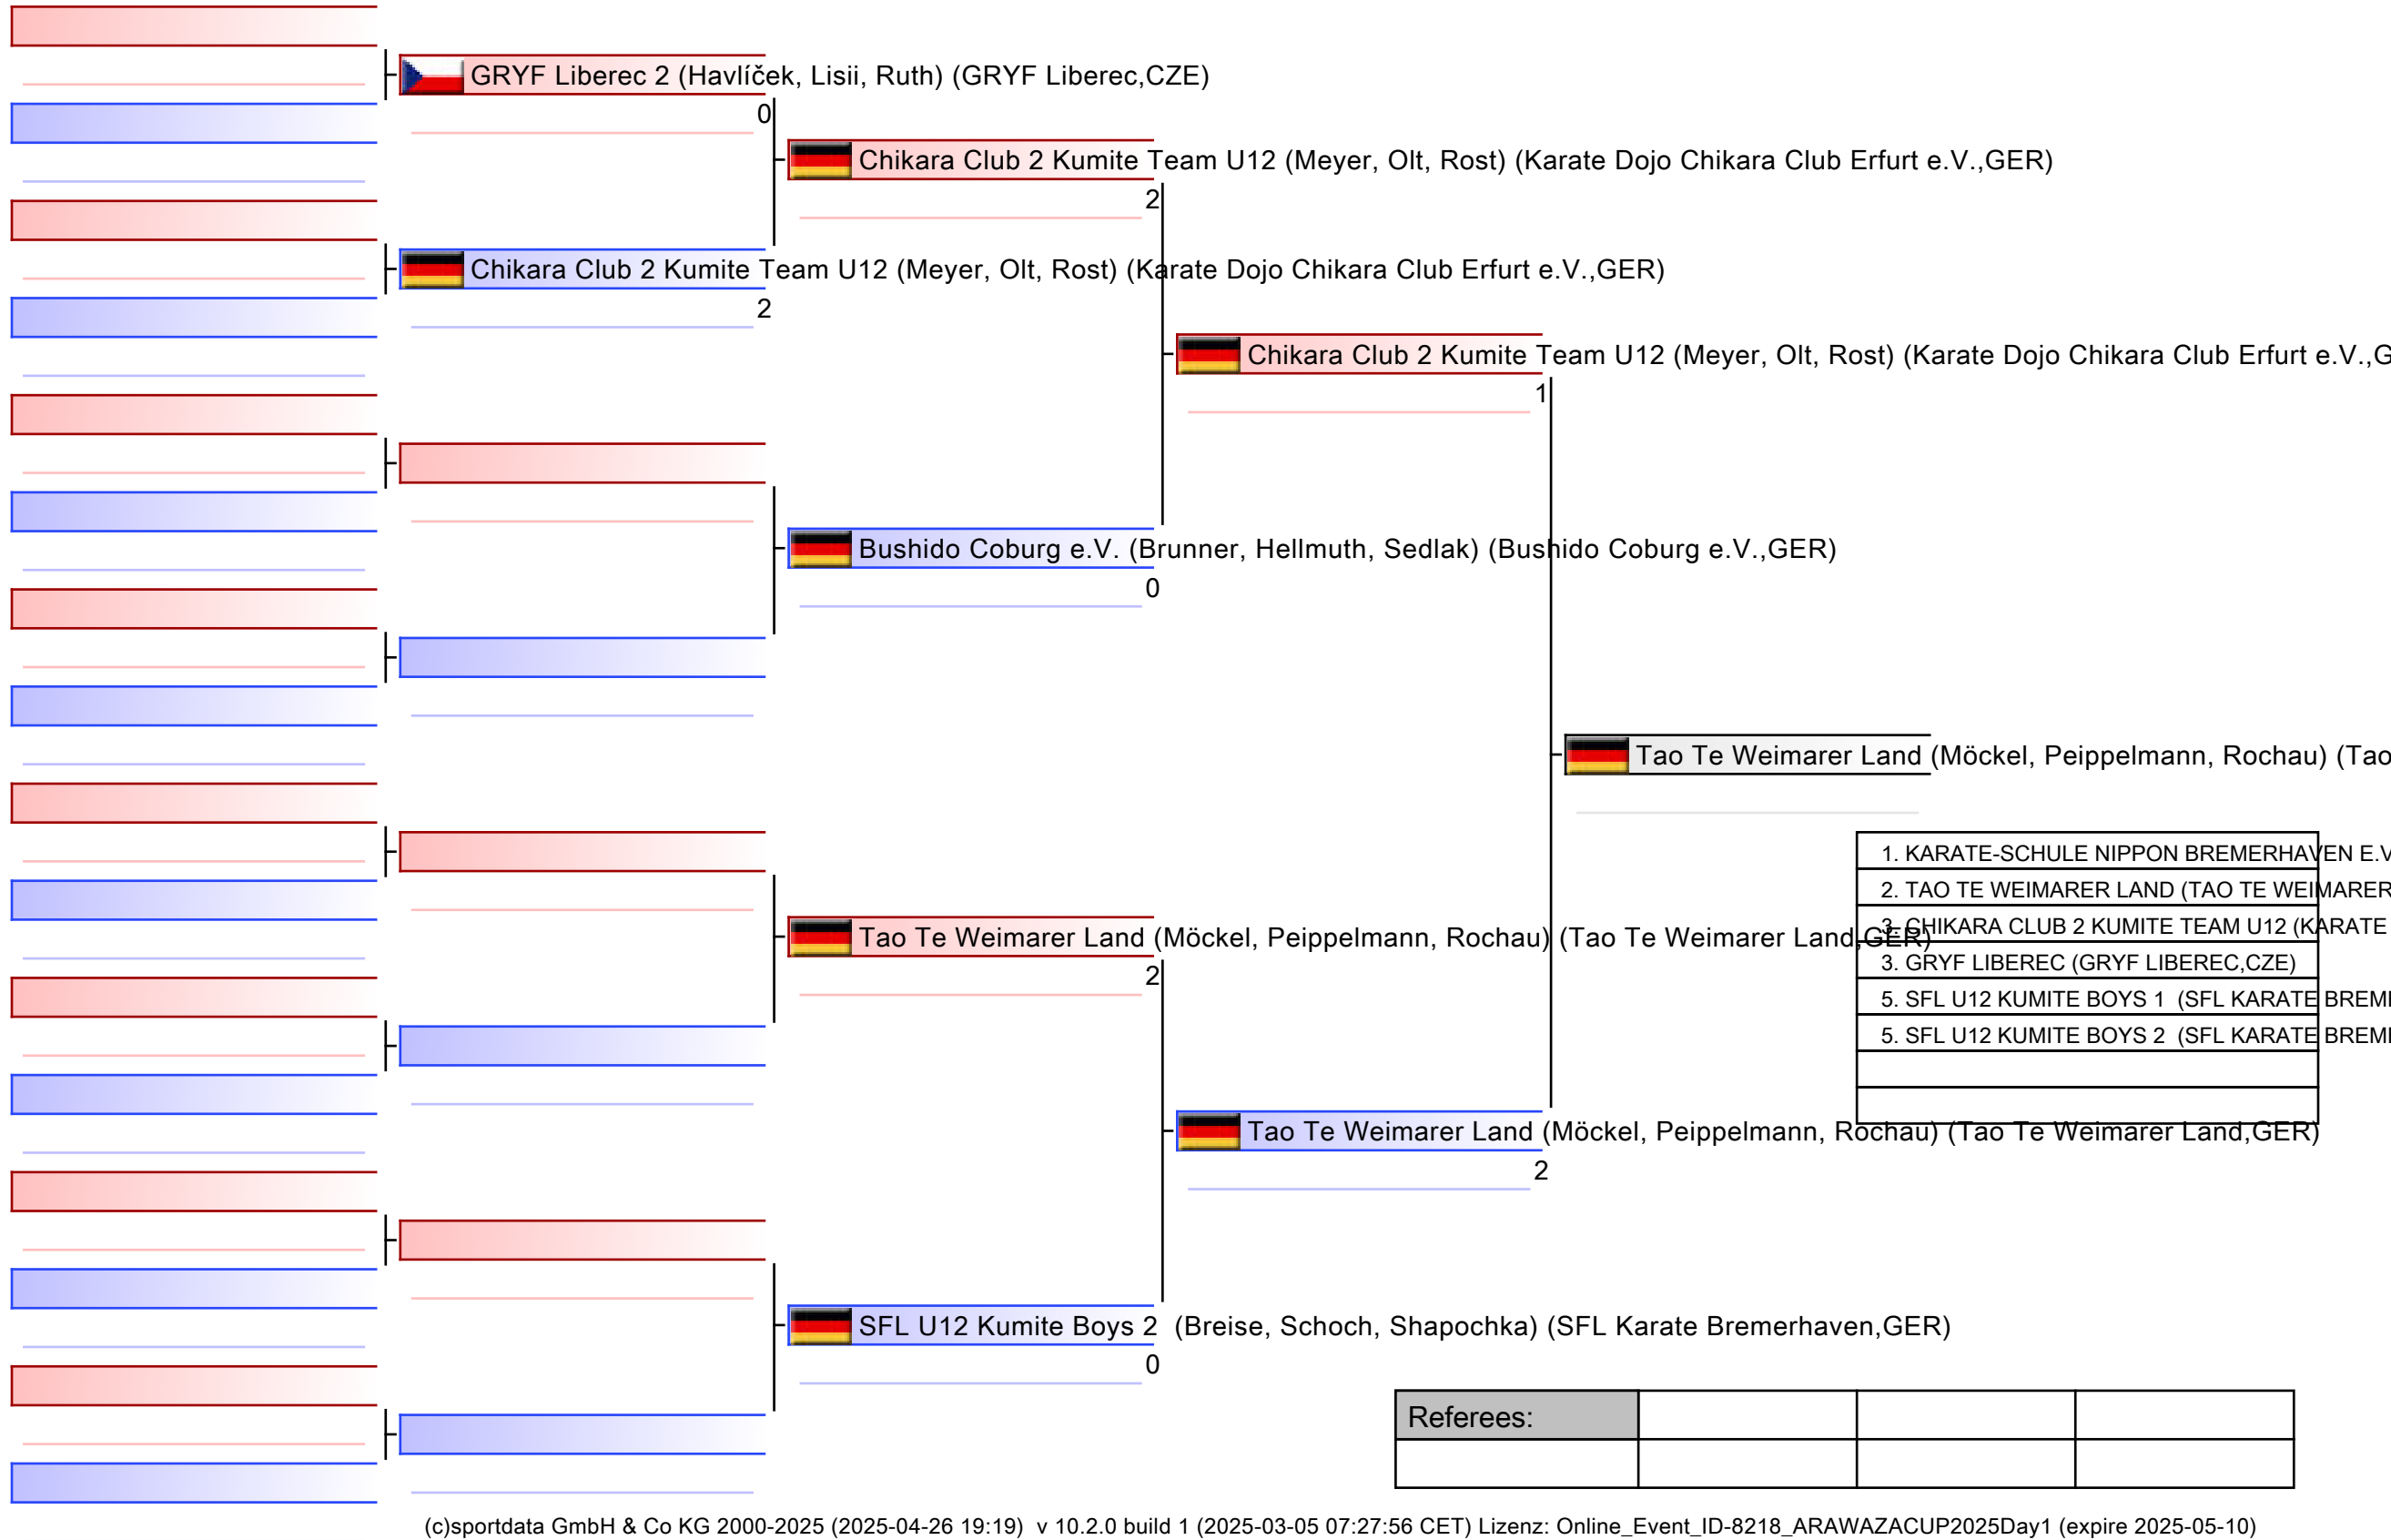 GRYF Liberec 2 (Havlíček, Lisii, Ruth) (GRYF Liberec,CZE)
0
Chikara Club 2 Kumite Team U12 (Meyer, Olt, Rost) (Karate Dojo Chikara Club Erfurt e.V.,GER)
2
Chikara Club 2 Kumite Team U12 (Meyer, Olt, Rost) (Karate Dojo Chikara Club Erfurt e.V.,GER)
2
Chikara Club 2 Kumite Team U12 (Meyer, Olt, Rost) (Karate Dojo Chikara Club Erfurt e.V.,G
1
Bushido Coburg e.V. (Brunner, Hellmuth, Sedlak) (Bushido Coburg e.V.,GER)
0
Tao Te Weimarer Land (Möckel, Peippelmann, Rochau) (Tao
1. KARATE-SCHULE NIPPON BREMERHAVEN E.V
2. TAO TE WEIMARER LAND (TAO TE WEIMARER
3. CHIKARA CLUB 2 KUMITE TEAM U12 (KARATE
Tao Te Weimarer Land (Möckel, Peippelmann, Rochau) (Tao Te Weimarer Land,GER)
3. GRYF LIBEREC (GRYF LIBEREC,CZE)
2
5. SFL U12 KUMITE BOYS 1 (SFL KARATE BREM
5. SFL U12 KUMITE BOYS 2 (SFL KARATE BREM
Tao Te Weimarer Land (Möckel, Peippelmann, Rochau) (Tao Te Weimarer Land,GER)
2
SFL U12 Kumite Boys 2 (Breise, Schoch, Shapochka) (SFL Karate Bremerhaven,GER)
0
Referees:
(c)sportdata GmbH & Co KG 2000-2025 (2025-04-26 19:19) v 10.2.0 build 1 (2025-03-05 07:27:56 CET) Lizenz: Online_Event_ID-8218_ARAWAZACUP2025Day1 (expire 2025-05-10)